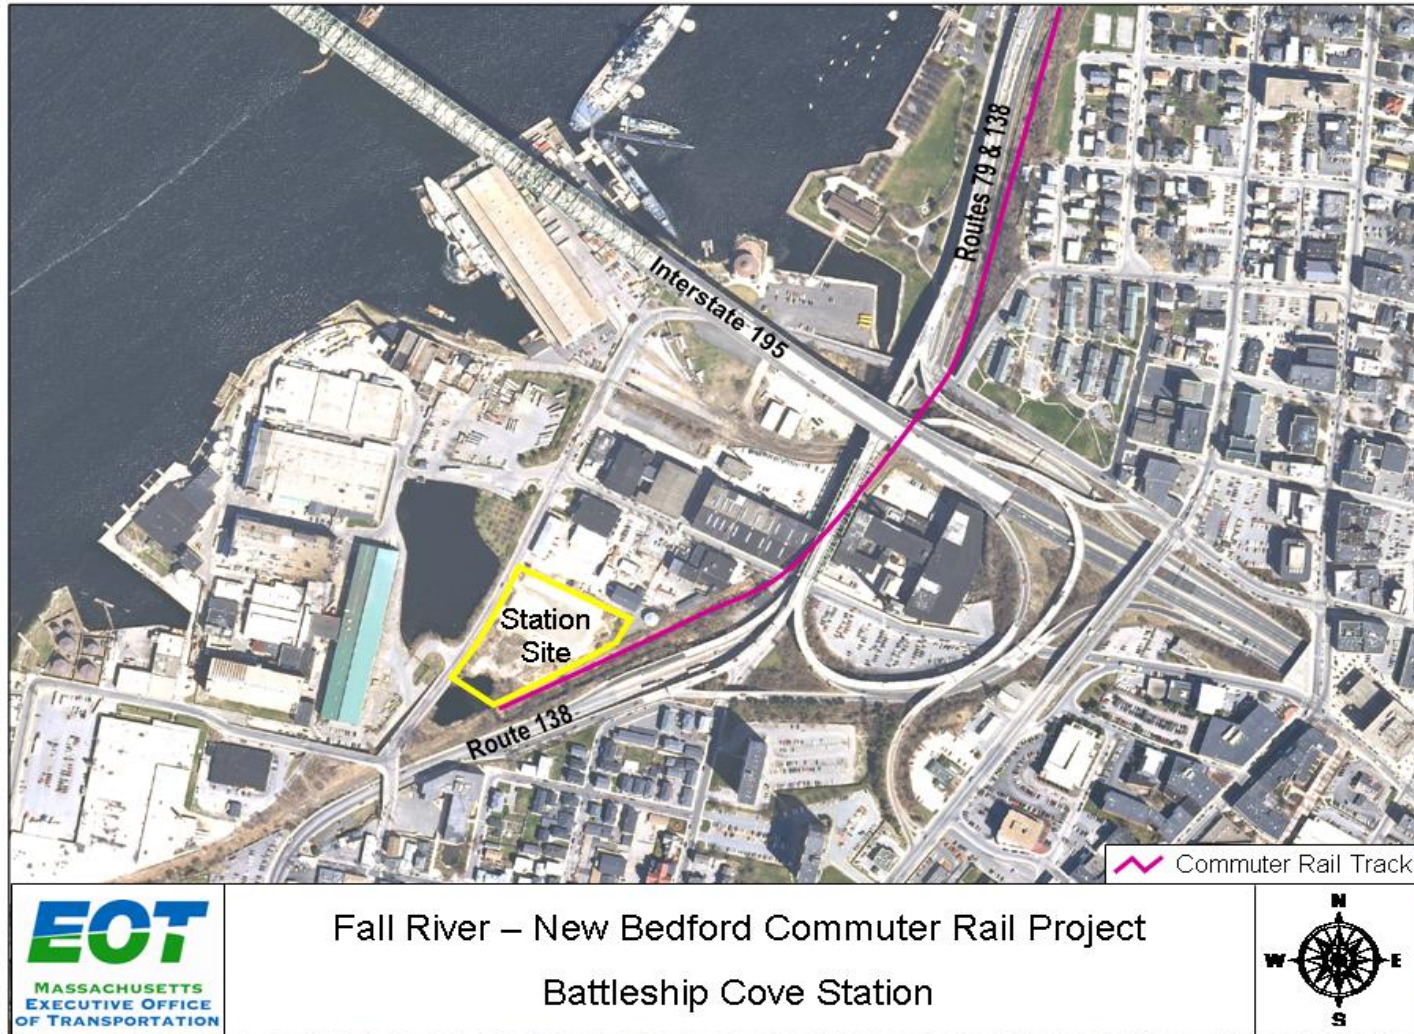 Routes 79 & 138
Interstate 195
Station
Site
Route 138
Commuter Rail Track
EOT
MASSACHUSETTS
EXECUTIVE OFFICE
OF TRANSPORTATION
Fall River – New Bedford Commuter Rail Project
Battleship Cove Station
N
W
E
S